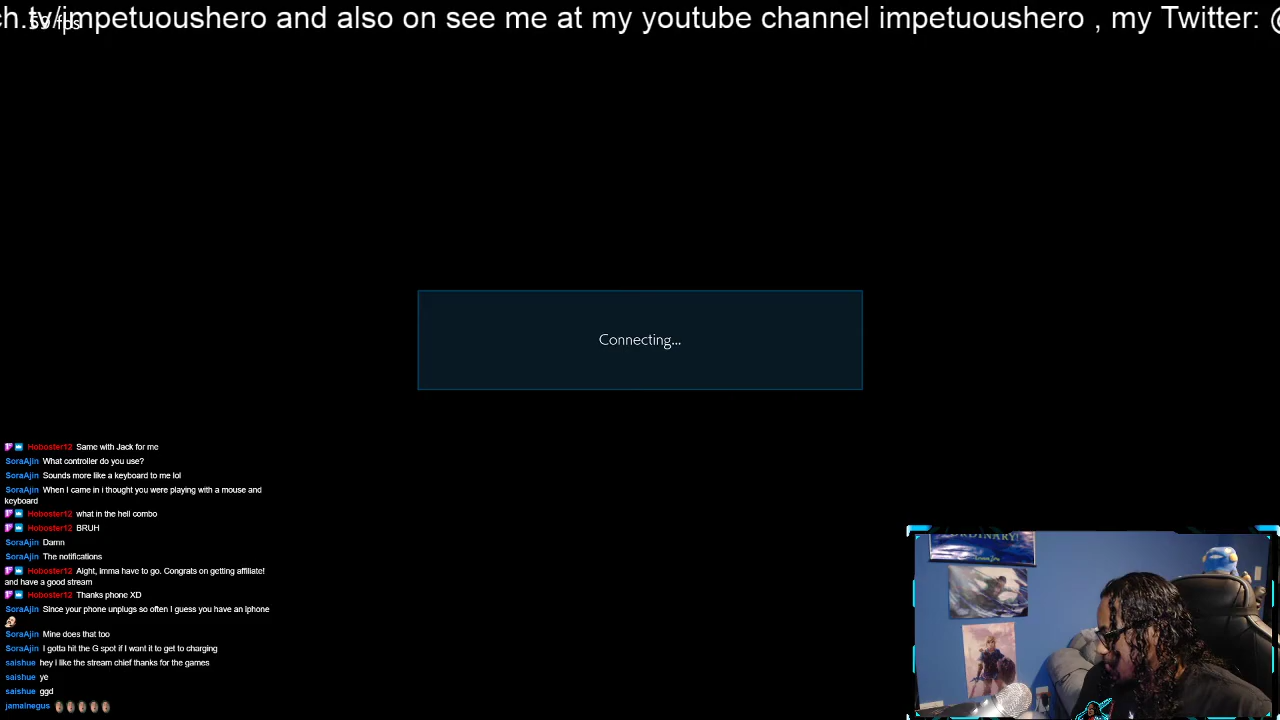 ch.tv/impetuoushero and also on see me at my youtube channel impetuoushero , my Twitter: @
59 fps
Connecting...
Hoboster12 Same with Jack for me
SoraAjin What controller do you use?
SoraAjin Sounds more like a keyboard to me lol
SoraAjin When I came in i thought you were playing with a mouse and
keyboard
Hoboster12 what in the hell combo
Hoboster12 BRUH
SoraAjin Damn
SoraAjin The notifications
Hoboster12 Aight, imma have to go. Congrats on getting affiliate!
and have a good stream
Hoboster12 Thanks phone XD
SoraAjin Since your phone unplugs so often I guess you have an Iphone
SoraAjin Mine does that too
SoraAjin I gotta hit the G spot if I want it to get to charging
saishue hey i like the stream chief thanks for the games
saishue ye
saishue ggd
jamalnegus
ORDINARY!